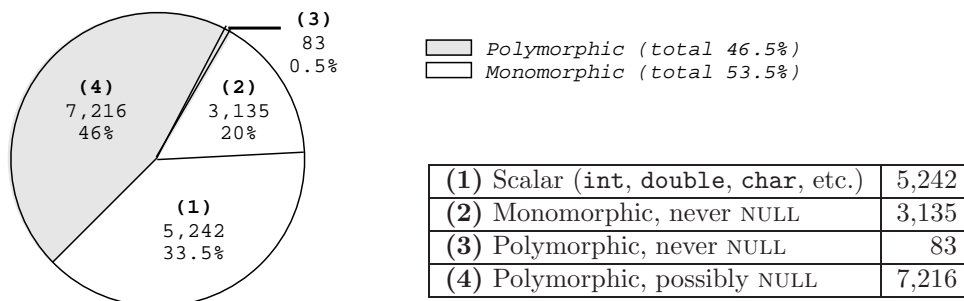 (3)
83
0.5%
(4)
7,216
46%
(2)
3,135
20%
(1)
5,242
33.5%
Polymorphic (total 46.5%)
Monomorphic (total 53.5%)
(1) Scalar (int, double, char, etc.) 5,242
(2) Monomorphic, never NULL 3,135
(3) Polymorphic, never NULL 83
(4) Polymorphic, possibly NULL 7,216